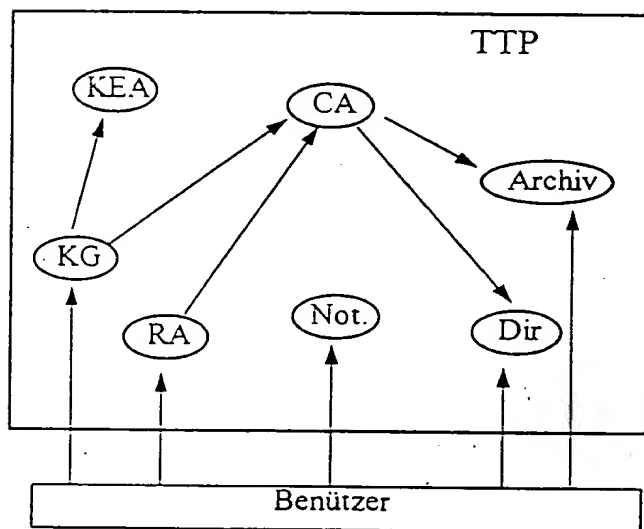 TTP
KEA
CA
Archiv
KG
RA
Not.
Dir
Benützer